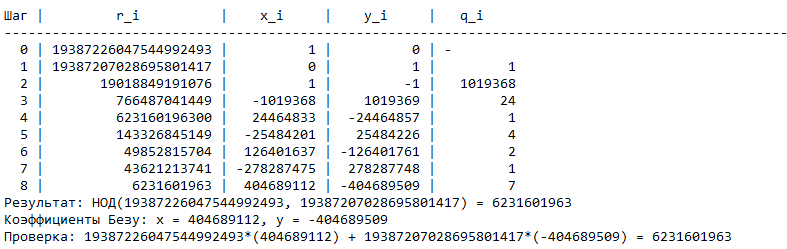 Шаг | r_i | x_i | y_i | q_i
--------------------------------------------------------------------------------------------------
0 | 19387226047544992493 | 1 | 0 | -
1 | 19387207028695801417 | 0 | 1 | 1
2 | 19018849191076 | 1 | -1 | 1019368
3 | 766487041449 | -1019368 | 1019369 | 24
4 | 623160196300 | 24464833 | -24464857 | 1
5 | 143326845149 | -25484201 | 25484226 | 4
6 | 49852815704 | 126401637 | -126401761 | 2
7 | 43621213741 | -278287475 | 278287748 | 1
8 | 6231601963 | 404689112 | -404689509 | 7
Результат: НОД(19387226047544992493, 19387207028695801417) = 6231601963
Коэффициенты Безу: x = 404689112, y = -404689509
Проверка: 19387226047544992493*(404689112) + 19387207028695801417*(-404689509) = 6231601963